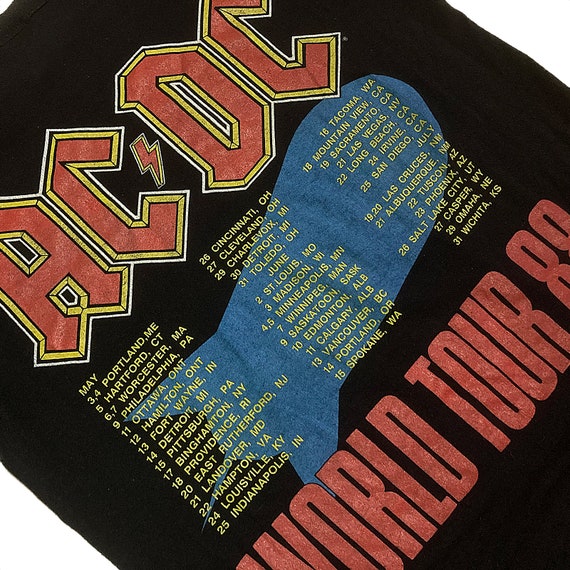 AC DC
®
MAY
3,4 PORTLAND, ME
5 HARTFORD, CT
6,7 WORCESTER, MA
9 PHILADELPHIA, PA
11 OTTAWA, ONT
12 HAMILTON, ONT
13 FORT WAYNE, IN
14 DETROIT, MI
15 PITTSBURGH, PA
17 BINGHAMTON, NY
18 PROVIDENCE, RI
20 EAST RUTHERFORD, NJ
21 LANDOVER, MD
22 HAMPTON, VA
24 LOUISVILLE, KY
25 INDIANAPOLIS, IN
26 CINCINNATI, OH
27 CLEVELAND, OH
29 CHARLEVOIX, MI
30 DETROIT, MI
31 TOLEDO, OH
JUNE
2 ST. LOUIS, MO
3 MADISON, WI
4,5 MINNEAPOLIS, MN
7 WINNIPEG, MAN
9 SASKATOON, SASK
10 EDMONTON, ALB
11 CALGARY, ALB
13 VANCOUVER, BC
14 PORTLAND, OR
15 SPOKANE, WA
16 TACOMA, WA
18 MOUNTAIN VIEW, CA
19 SACRAMENTO, CA
21 LAS VEGAS, NV
22 LONG BEACH, CA
24 IRVINE, CA
25 SAN DIEGO, CA
JULY
19,20 LAS CRUCES,
21 ALBUQUERQUE,
22 TUSCON, AZ
23 PHOENIX, AZ
26 SALT LAKE CITY, UT
27 CASPER, WY
29 OMAHA, NE
31 WICHITA, KS
WORLD TOUR 88